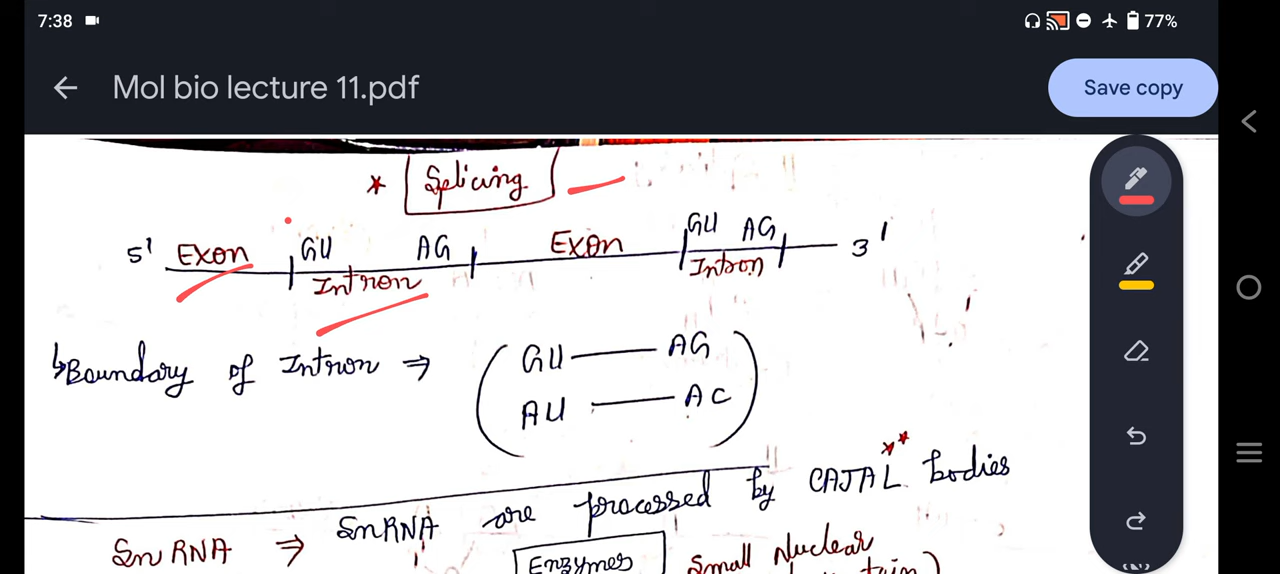 7:38
77%
Mol bio lecture 11.pdf
Save copy
* Splicing
GU AG GU AG
5' Exon Exon 3'
Intron Intron
↳Boundary of Intron ⇒ (GU — AG
AU — AC)
SnRNA are processed by CAJAL** bodies
SnRNA ⇒
Enzymes Small Nuclear